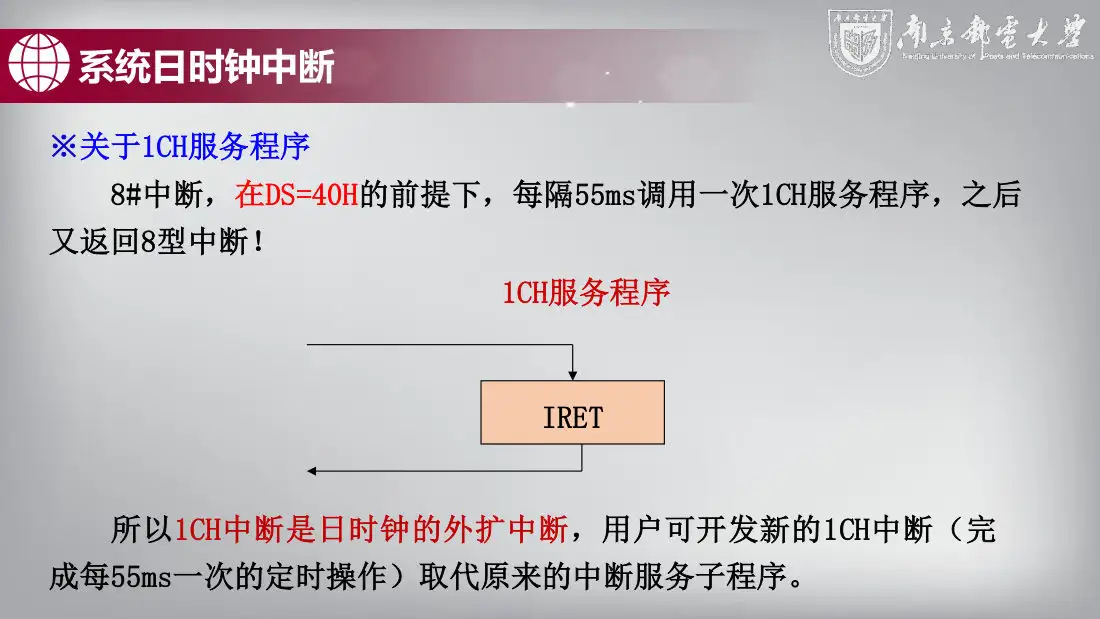 系统日时钟中断
南京邮电大学
Nanjing University of Posts and Telecommunications
※关于1CH服务程序
8#中断，在DS=40H的前提下，每隔55ms调用一次1CH服务程序，之后
又返回8型中断！
1CH服务程序
IRET
所以1CH中断是日时钟的外扩中断，用户可开发新的1CH中断（完
成每55ms一次的定时操作）取代原来的中断服务子程序。